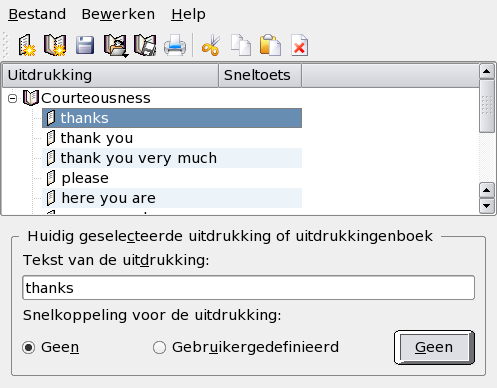 Bestand Bewerken Help
Uitdrukking Sneltoets
Courteousness
thanks
thank you
thank you very much
please
here you are
Huidig geselecteerde uitdrukking of uitdrukkingenboek
Tekst van de uitdrukking:
thanks
Snelkoppeling voor de uitdrukking:
Geen Gebruikergedefinieerd Geen